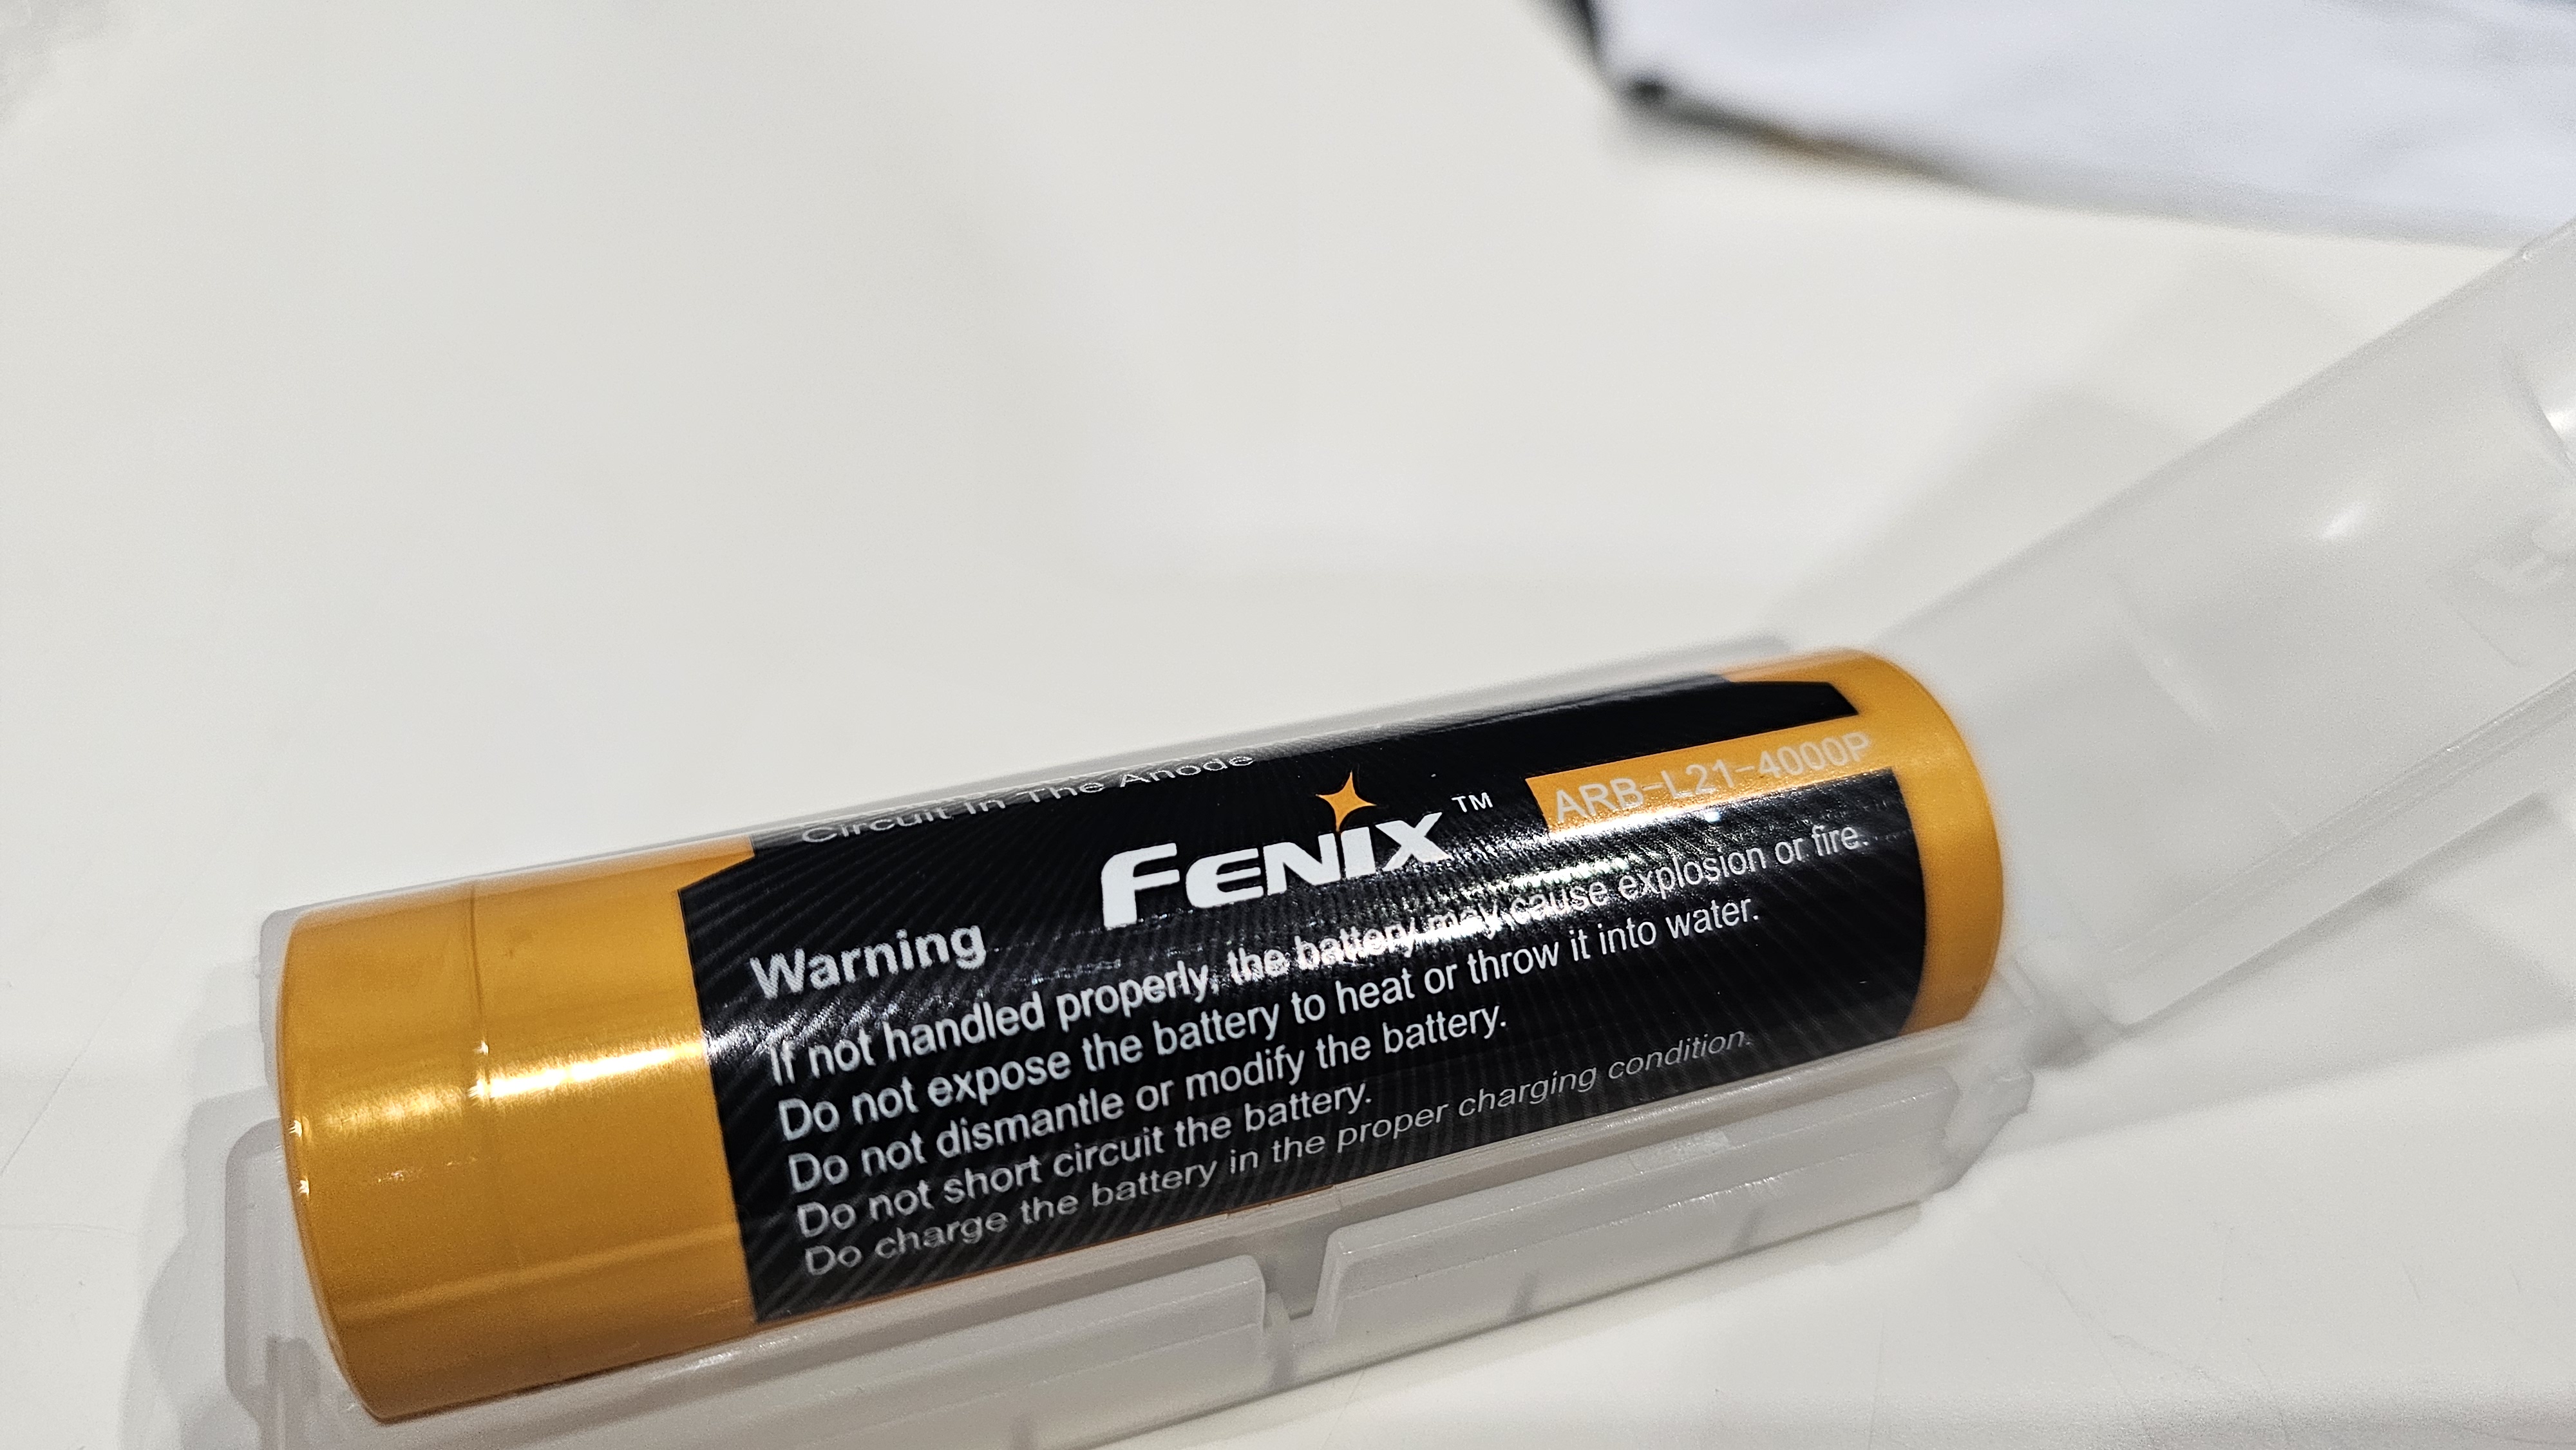 Circuit In The Anode
FENIX™
ARB-L21-4000P
Warning
If not handled properly, the battery may cause explosion or fire.
Do not expose the battery to heat or throw it into water.
Do not dismantle or modify the battery.
Do not short circuit the battery.
Do charge the battery in the proper charging condition.